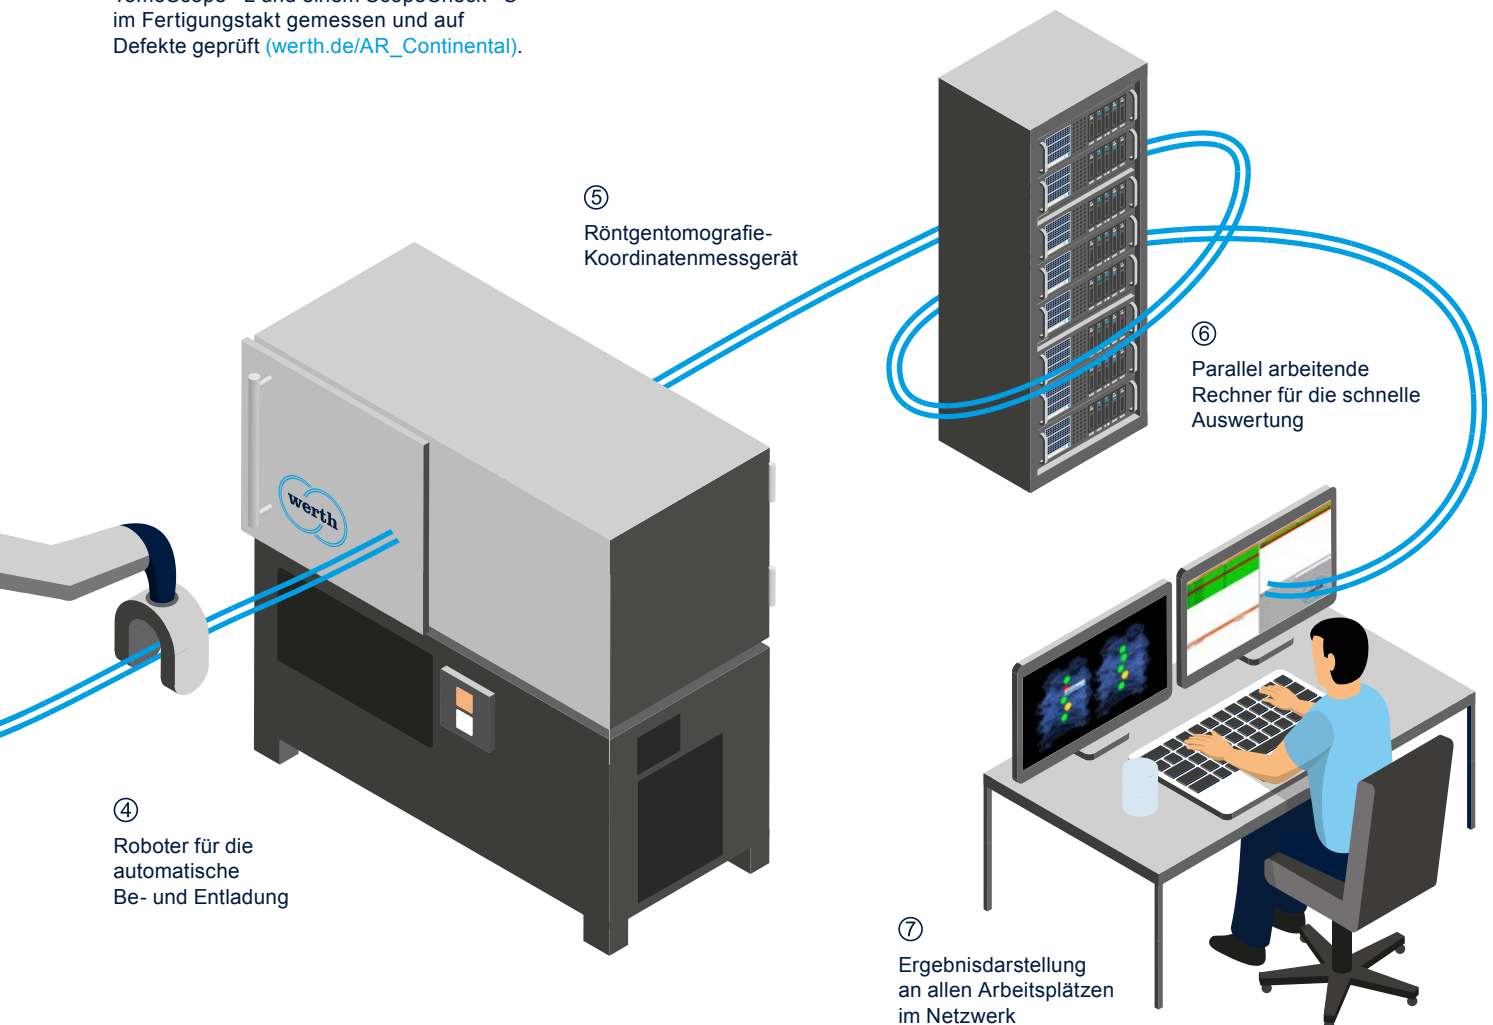 im Fertigungstakt gemessen und auf
Defekte geprüft (werth.de/AR_Continental).
⑤
Röntgentomografie-
Koordinatenmessgerät
⑥
Parallel arbeitende
Rechner für die schnelle
Auswertung
werth
④
Roboter für die
automatische
Be- und Entladung
⑦
Ergebnisdarstellung
an allen Arbeitsplätzen
im Netzwerk